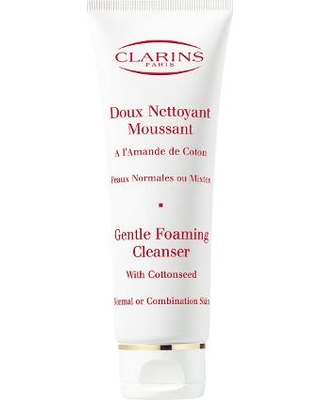 CLARINS
PARIS
Doux Nettoyant
Moussant
A l'Amande de Coton
Peaux Normales ou Mixtes
Gentle Foaming
Cleanser
With Cottonseed
Normal or Combination Skin